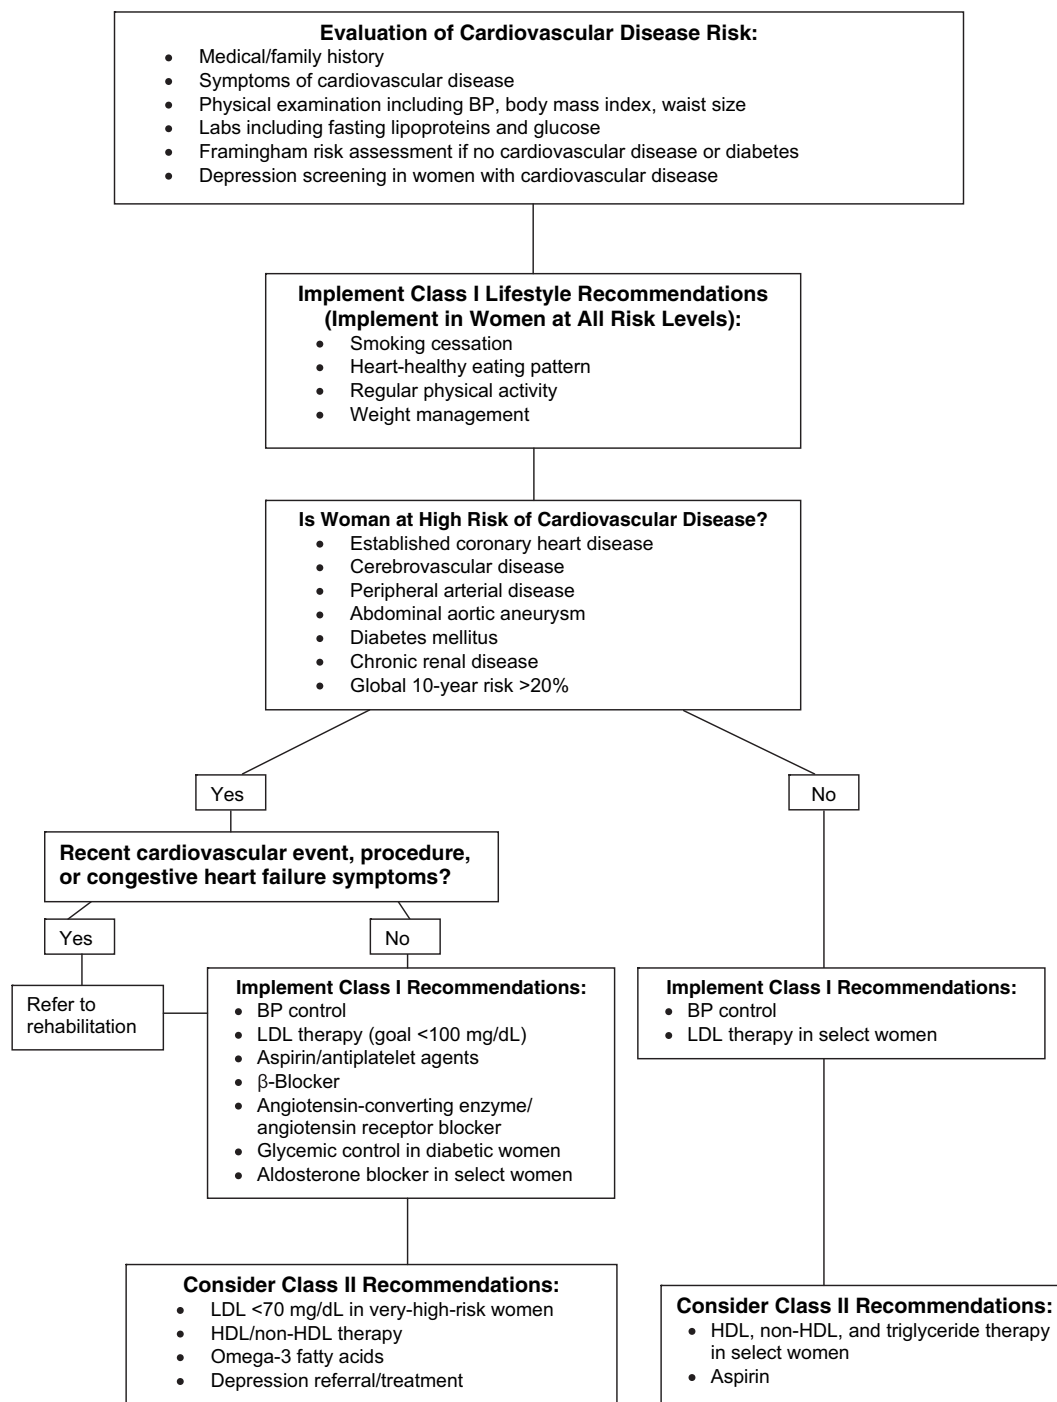 Evaluation of Cardiovascular Disease Risk:
• Medical/family history
• Symptoms of cardiovascular disease
• Physical examination including BP, body mass index, waist size
• Labs including fasting lipoproteins and glucose
• Framingham risk assessment if no cardiovascular disease or diabetes
• Depression screening in women with cardiovascular disease
Implement Class I Lifestyle Recommendations
(Implement in Women at All Risk Levels):
• Smoking cessation
• Heart-healthy eating pattern
• Regular physical activity
• Weight management
Is Woman at High Risk of Cardiovascular Disease?
• Established coronary heart disease
• Cerebrovascular disease
• Peripheral arterial disease
• Abdominal aortic aneurysm
• Diabetes mellitus
• Chronic renal disease
• Global 10-year risk >20%
Yes
No
Recent cardiovascular event, procedure,
or congestive heart failure symptoms?
Yes
No
Refer to
rehabilitation
Implement Class I Recommendations:
• BP control
• LDL therapy (goal <100 mg/dL)
• Aspirin/antiplatelet agents
• β-Blocker
• Angiotensin-converting enzyme/
angiotensin receptor blocker
• Glycemic control in diabetic women
• Aldosterone blocker in select women
Implement Class I Recommendations:
• BP control
• LDL therapy in select women
Consider Class II Recommendations:
• LDL <70 mg/dL in very-high-risk women
• HDL/non-HDL therapy
• Omega-3 fatty acids
• Depression referral/treatment
Consider Class II Recommendations:
• HDL, non-HDL, and triglyceride therapy
in select women
• Aspirin